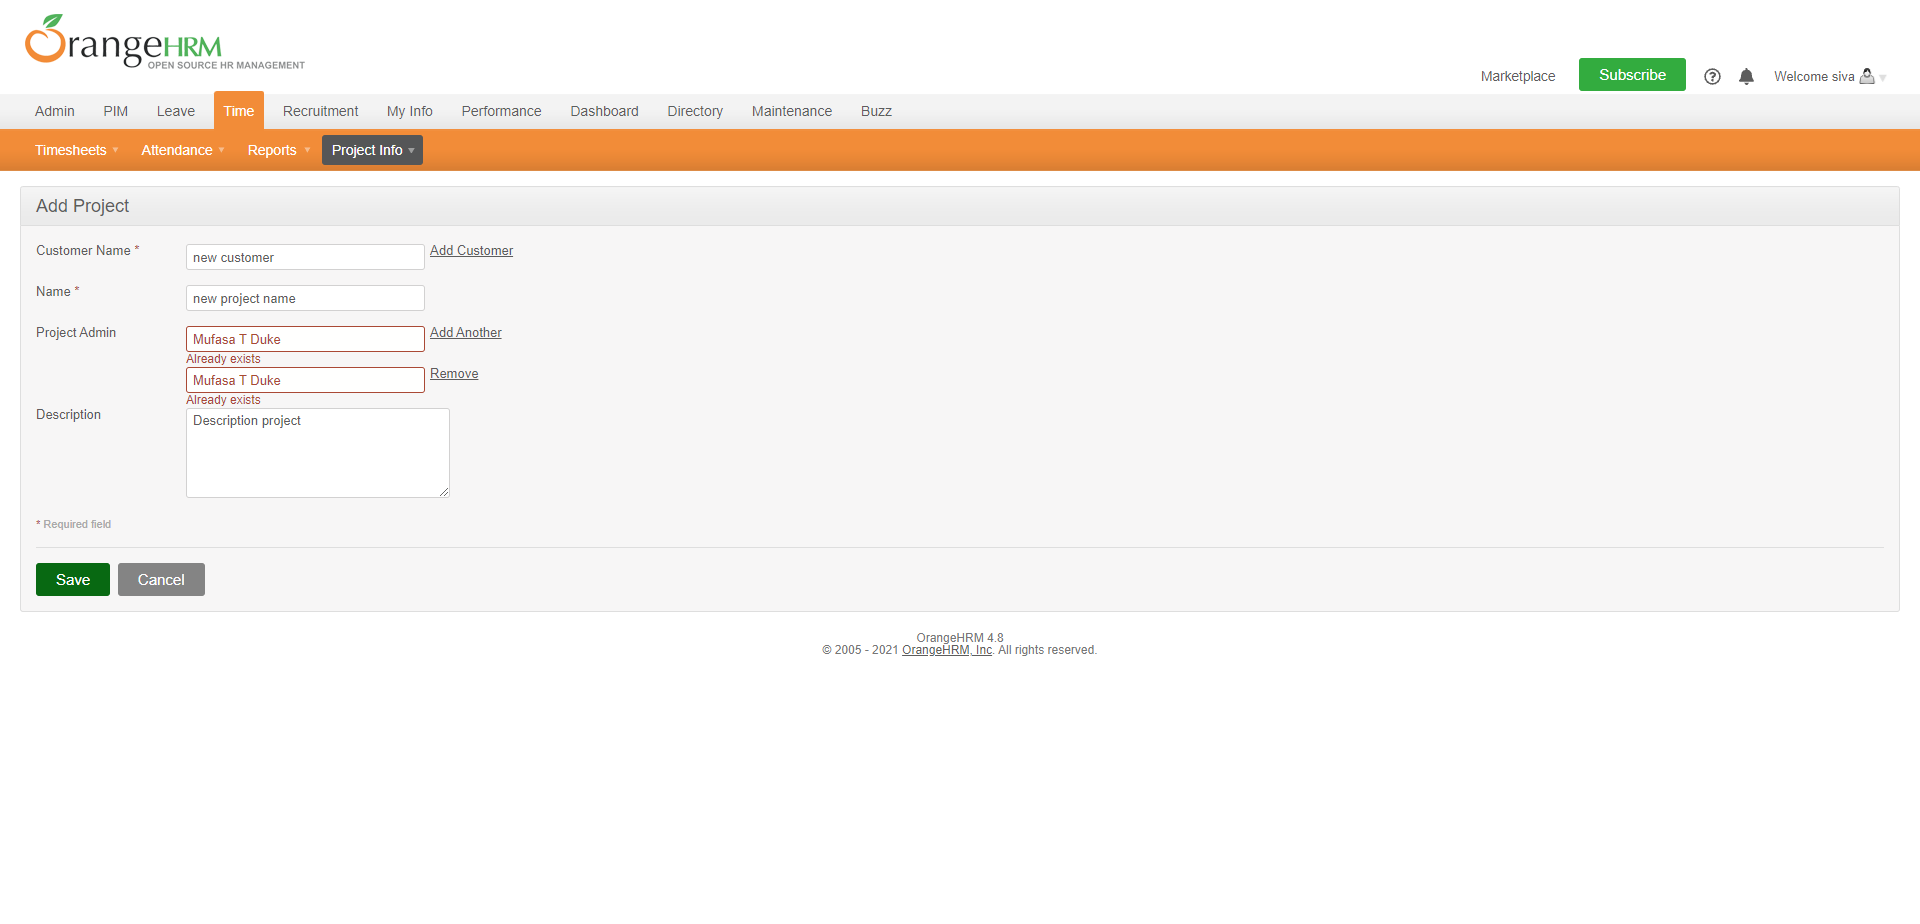 OrangeHRM
OPEN SOURCE HR MANAGEMENT
Marketplace Subscribe Welcome siva
Admin PIM Leave Time Recruitment My Info Performance Dashboard Directory Maintenance Buzz
Timesheets Attendance Reports Project Info
Add Project
Customer Name * new customer Add Customer
Name * new project name
Project Admin Mufasa T Duke Add Another
Already exists
Mufasa T Duke Remove
Already exists
Description Description project
* Required field
Save Cancel
OrangeHRM 4.8
© 2005 - 2021 OrangeHRM, Inc. All rights reserved.